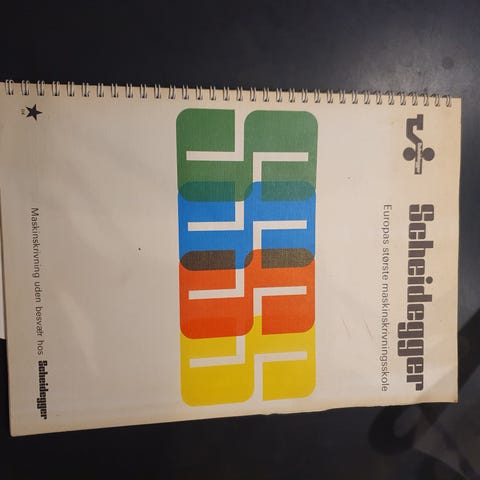 Scheidegger
Europas største maskinskrivningsskole
Maskinskrivning uden besvær hos Scheidegger